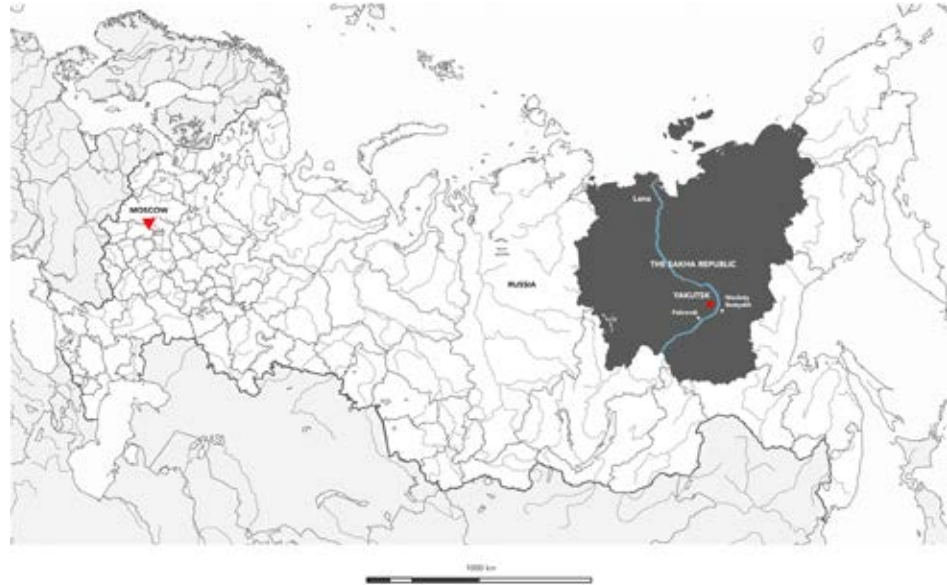 MOSCOW
Lena
THE SAKHA REPUBLIC
RUSSIA
YAKUTSK
Pokrovsk
1000 km